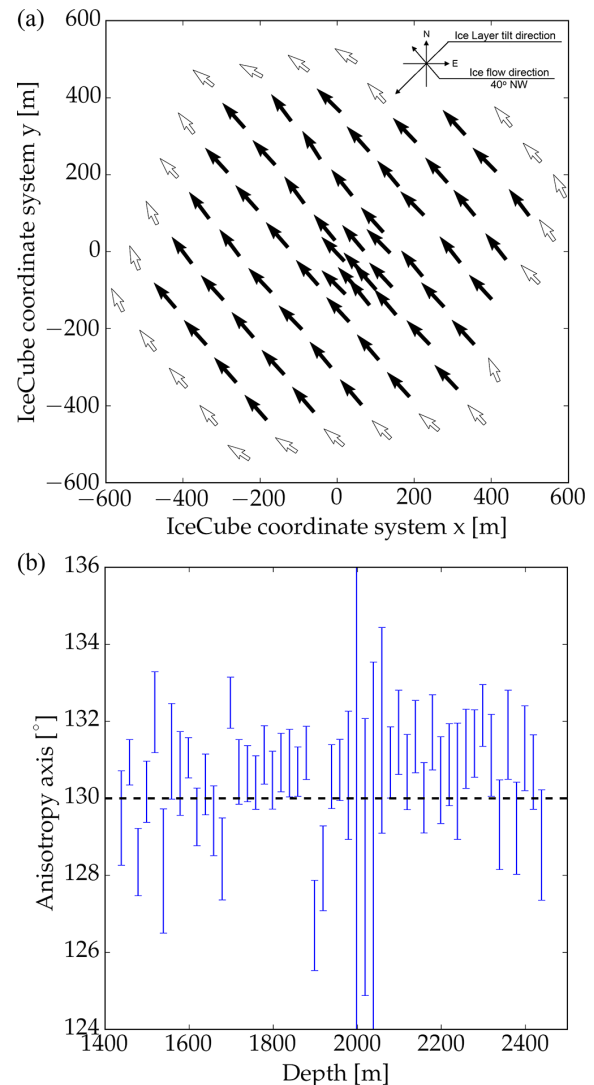 (a)
600
400
200
0
−200
−400
−600
IceCube coordinate system y [m]
N
E
Ice Layer tilt direction
Ice flow direction
40° NW
−600 −400 −200 0 200 400 600
IceCube coordinate system x [m]
(b)
136
134
132
130
128
126
124
Anisotropy axis [°]
1400 1600 1800 2000 2200 2400
Depth [m]